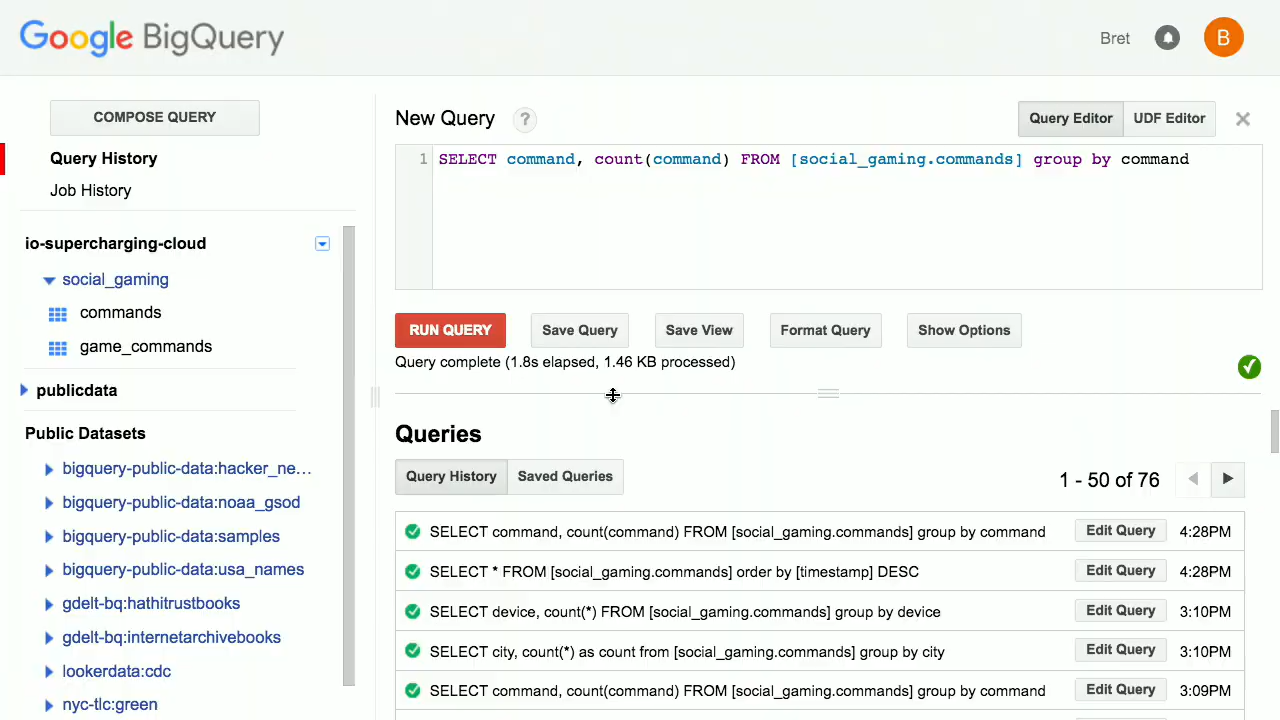 Google BigQuery
Bret
B
COMPOSE QUERY
Query History
Job History
io-supercharging-cloud
social_gaming
commands
game_commands
publicdata
Public Datasets
bigquery-public-data:hacker_ne…
bigquery-public-data:noaa_gsod
bigquery-public-data:samples
bigquery-public-data:usa_names
gdelt-bq:hathitrustbooks
gdelt-bq:internetarchivebooks
lookerdata:cdc
nyc-tlc:green
New Query ?
Query Editor UDF Editor
1 SELECT command, count(command) FROM [social_gaming.commands] group by command
RUN QUERY Save Query Save View Format Query Show Options
Query complete (1.8s elapsed, 1.46 KB processed)
Queries
Query History Saved Queries 1 - 50 of 76
SELECT command, count(command) FROM [social_gaming.commands] group by command Edit Query 4:28PM
SELECT * FROM [social_gaming.commands] order by [timestamp] DESC Edit Query 4:28PM
SELECT device, count(*) FROM [social_gaming.commands] group by device Edit Query 3:10PM
SELECT city, count(*) as count from [social_gaming.commands] group by city Edit Query 3:10PM
SELECT command, count(command) FROM [social_gaming.commands] group by command Edit Query 3:09PM